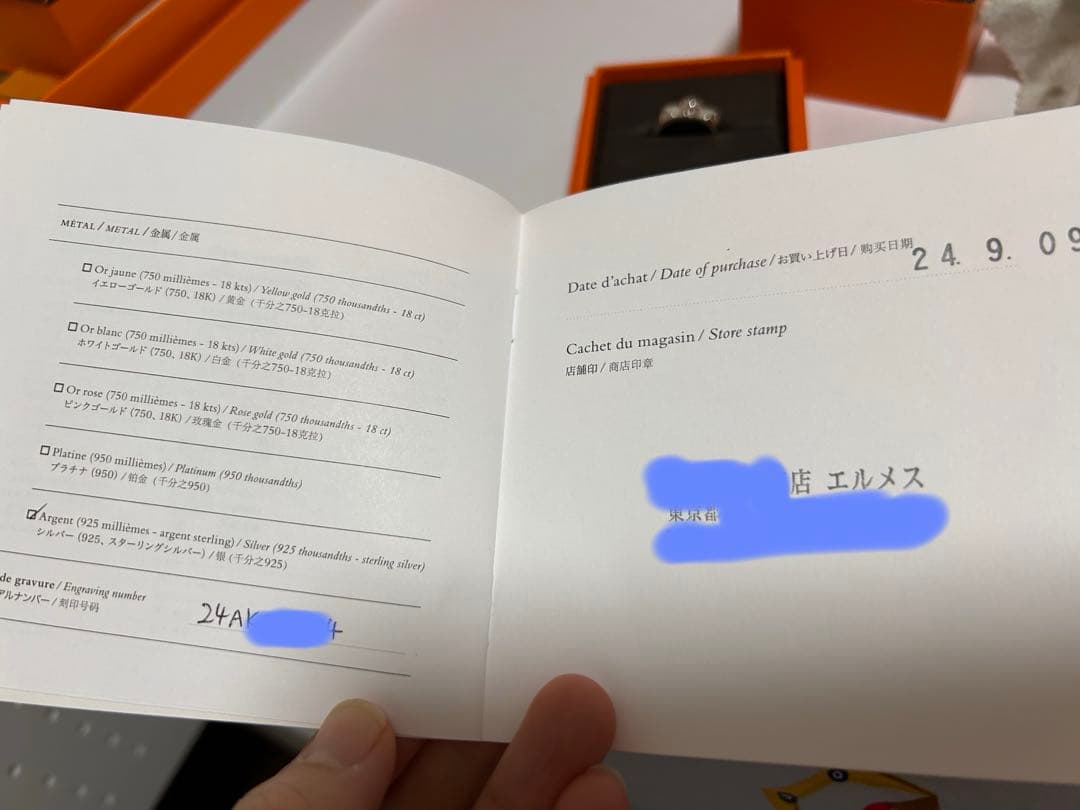 MÉTAL / METAL / 金属 / 金属
Or jaune (750 millièmes - 18 kts) / Yellow gold (750 thousandths - 18 ct)
イエローゴールド (750、18K) / 黄金 (千分之750-18克拉)
Or blanc (750 millièmes - 18 kts) / White gold (750 thousandths - 18 ct)
ホワイトゴールド (750、18K) / 白金 (千分之750-18克拉)
Or rose (750 millièmes - 18 kts) / Rose gold (750 thousandths - 18 ct)
ピンクゴールド (750、18K) / 玫瑰金 (千分之750-18克拉)
Platine (950 millièmes) / Platinum (950 thousandths)
プラチナ (950) / 铂金 (千分之950)
Argent (925 millièmes - argent sterling) / Silver (925 thousandths - sterling silver)
シルバー (925、スターリングシルバー) / 银 (千分之925)
de gravure / Engraving number
アルナンバー / 刻印号码
24A
Date d'achat / Date of purchase / お買い上げ日 / 购买日期
24. 9. 09
Cachet du magasin / Store stamp
店舗印 / 商店印章
店 エルメス
東京都